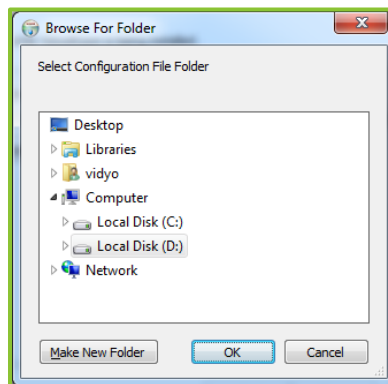 Browse For Folder
Select Configuration File Folder
Desktop
Libraries
vidyo
Computer
Local Disk (C:)
Local Disk (D:)
Network
Make New Folder
OK
Cancel